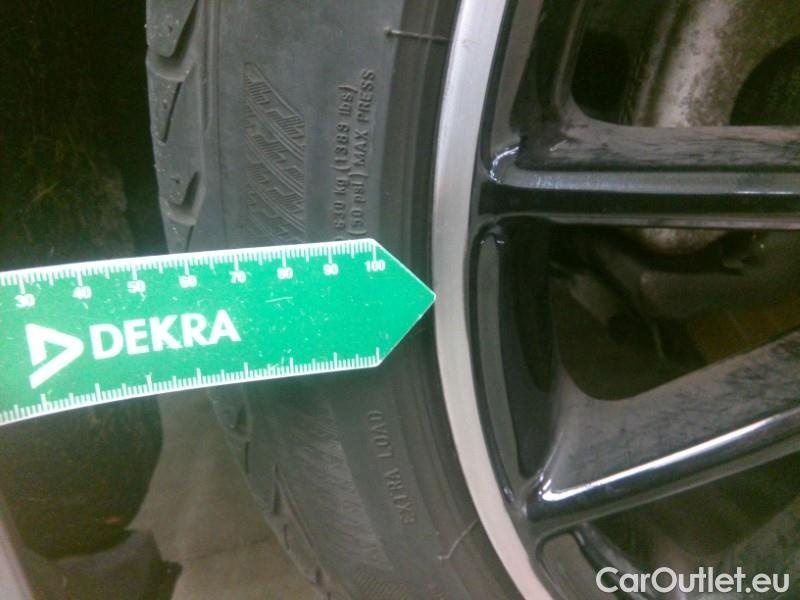 630 kg (1389 lbs)
(50 psi) MAX PRESS
30 40 50 60 70 80 90 100
DEKRA
EXTRA LOAD
CarOutlet.eu